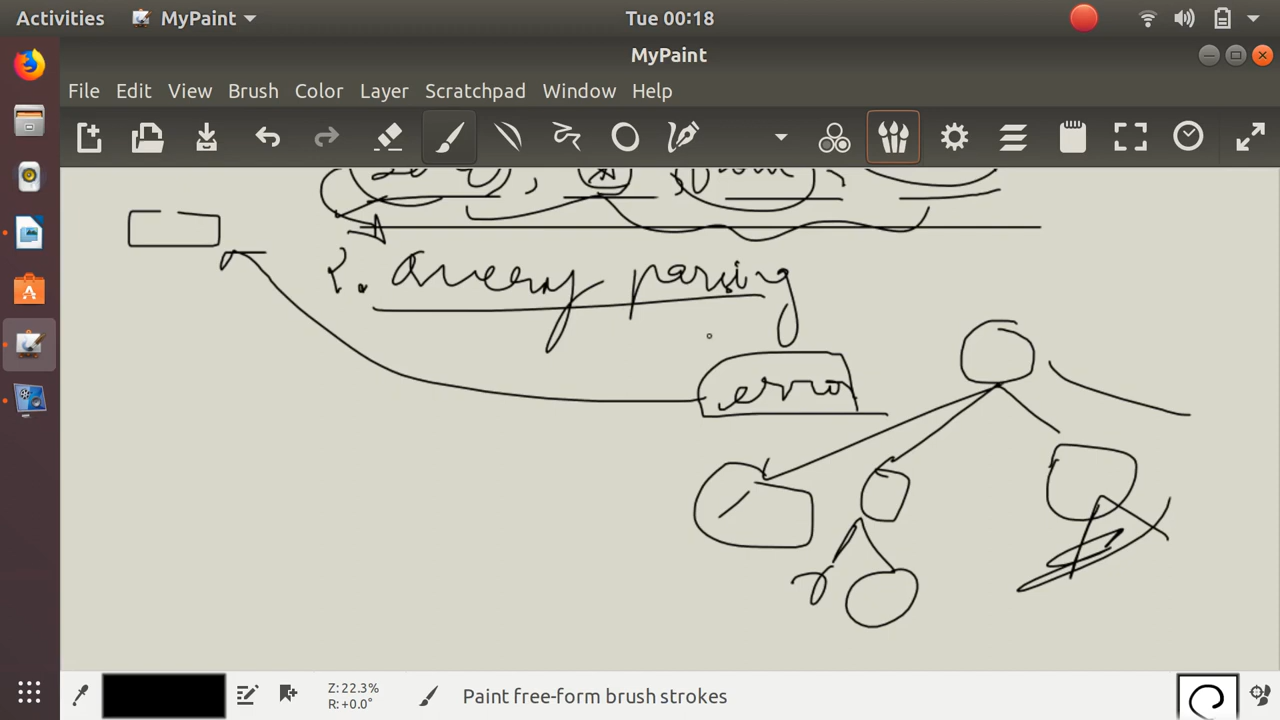 Activities MyPaint Tue 00:18
MyPaint
File Edit View Brush Color Layer Scratchpad Window Help
2. Query parsing
error
Z: 22.3%
R: +0.0°
Paint free-form brush strokes